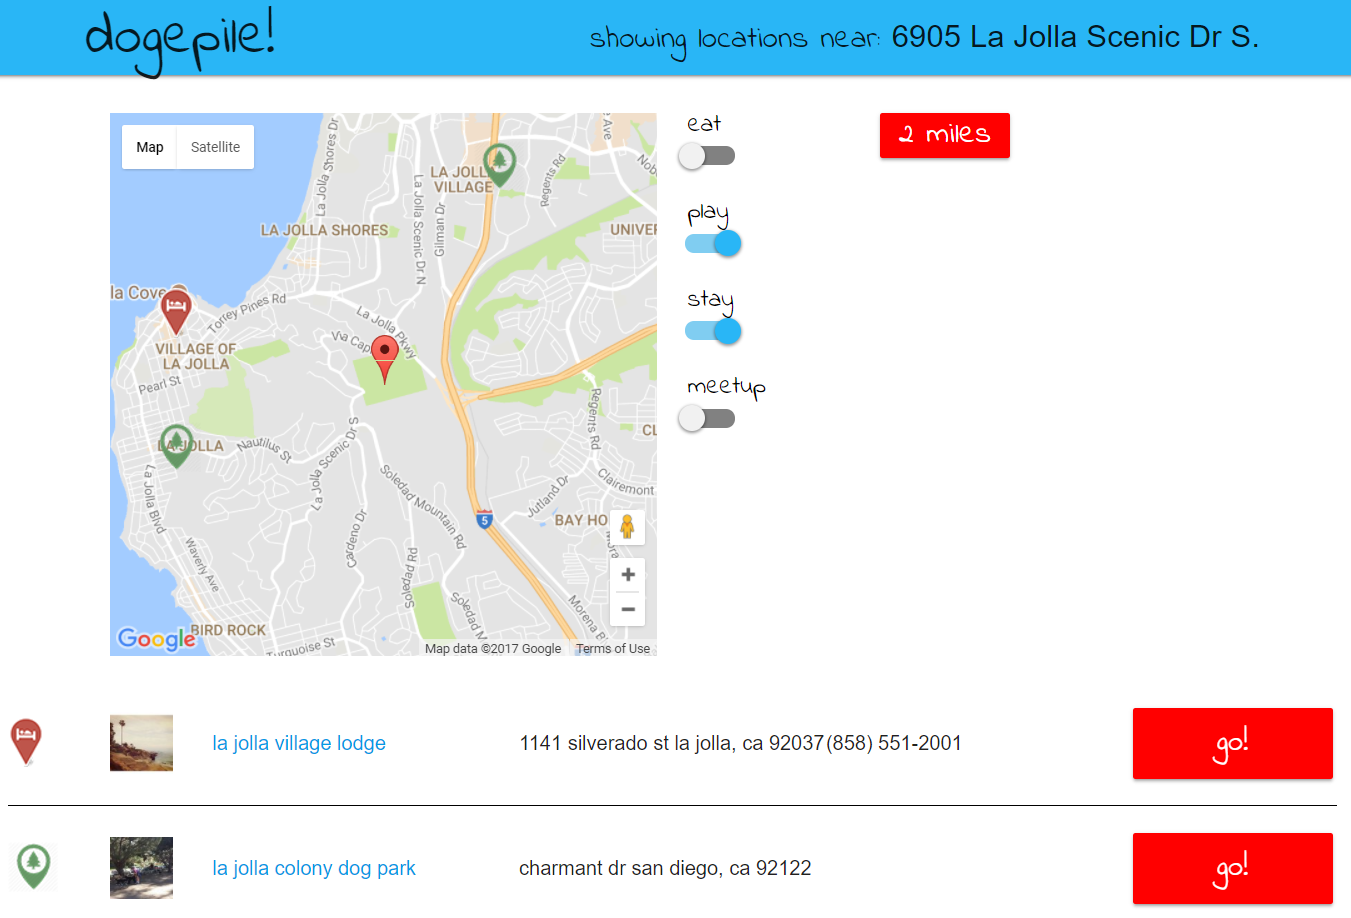 dogepile!
showing locations near: 6905 La Jolla Scenic Dr S.
Map
Satellite
eat
2 miles
play
stay
meetup
La Jolla Shores Dr
LA JOLLA SHORES
La Jolla Scenic Dr N
Gilman Dr
VILLAGE
Regents Rd
Ave
Nob
UNIVER
la Cove
Torrey Pines Rd
La Jolla Pkwy
Via Cap
VILLAGE OF
LA JOLLA
Pearl St
Nautilus St
La Jolla Scenic Dr S
La Jolla Blvd
Soledad Mountain Rd
Cardeno Dr
Soledad Rd
Soledad M
Waverly Ave
BIRD ROCK
Turquoise St
Regents Rd
CL
Clairemont
Jutland Dr
BAY HO
5
Morena B
Google
Map data ©2017 Google
Terms of Use
la jolla village lodge
1141 silverado st la jolla, ca 92037(858) 551-2001
go!
la jolla colony dog park
charmant dr san diego, ca 92122
go!